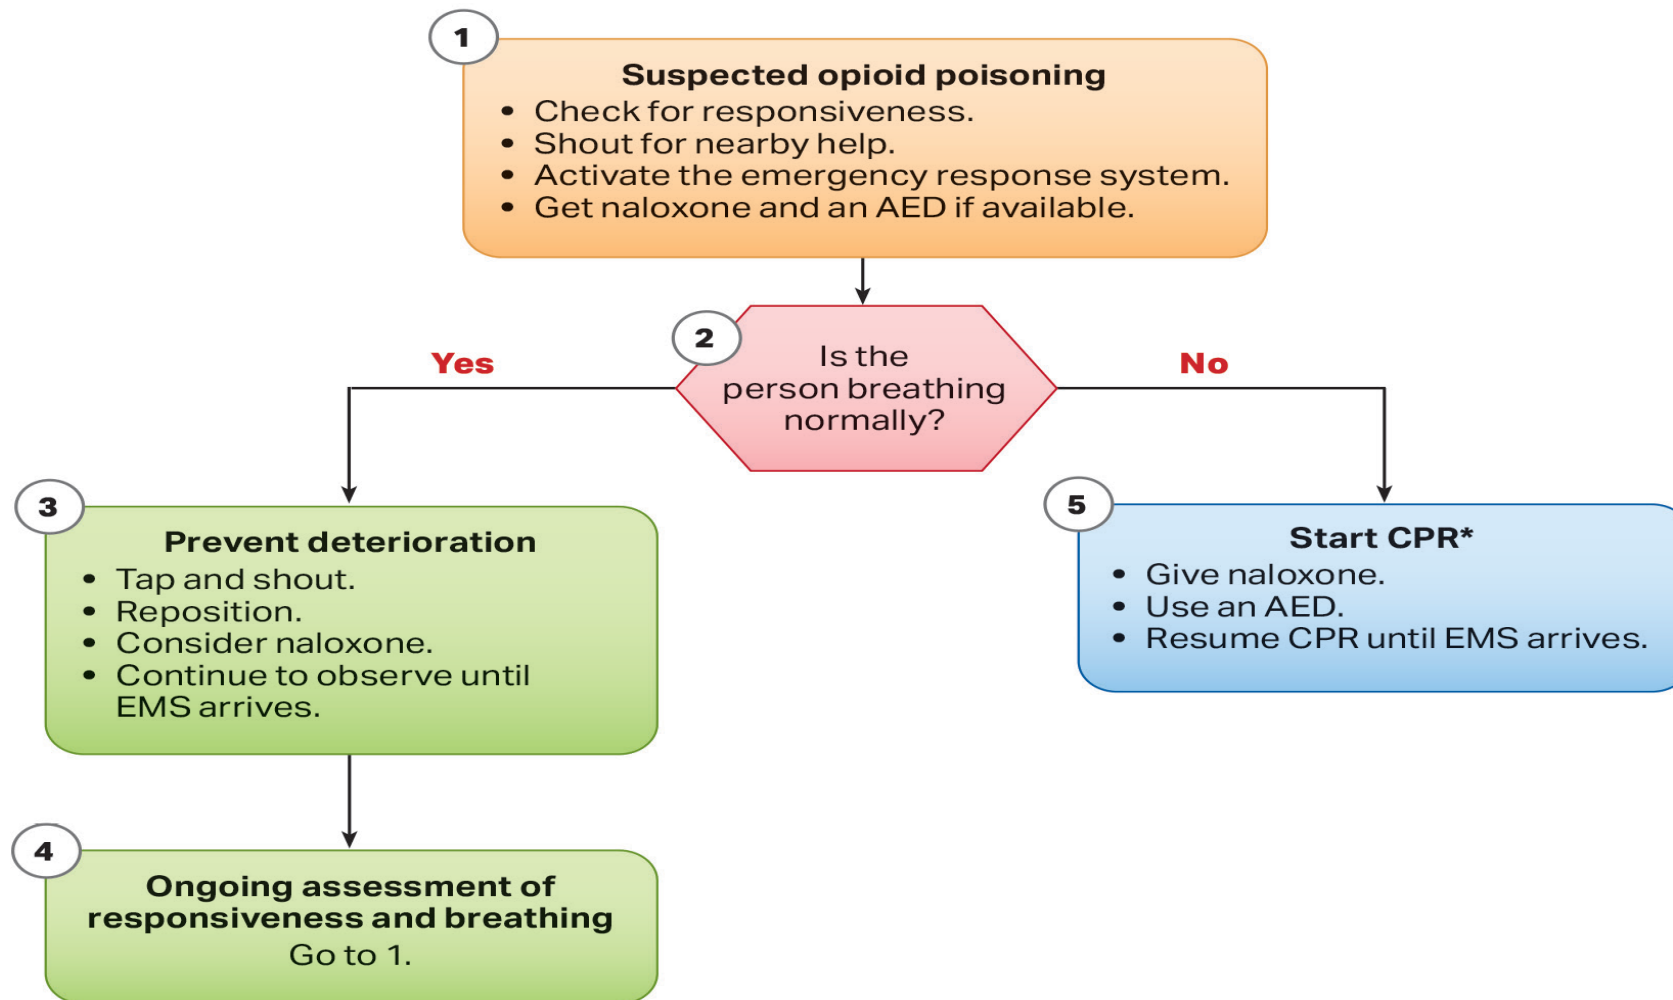 1
Suspected opioid poisoning
• Check for responsiveness.
• Shout for nearby help.
• Activate the emergency response system.
• Get naloxone and an AED if available.
2
Is the
person breathing
normally?
Yes
No
3
Prevent deterioration
• Tap and shout.
• Reposition.
• Consider naloxone.
• Continue to observe until
EMS arrives.
5
Start CPR*
• Give naloxone.
• Use an AED.
• Resume CPR until EMS arrives.
4
Ongoing assessment of
responsiveness and breathing
Go to 1.